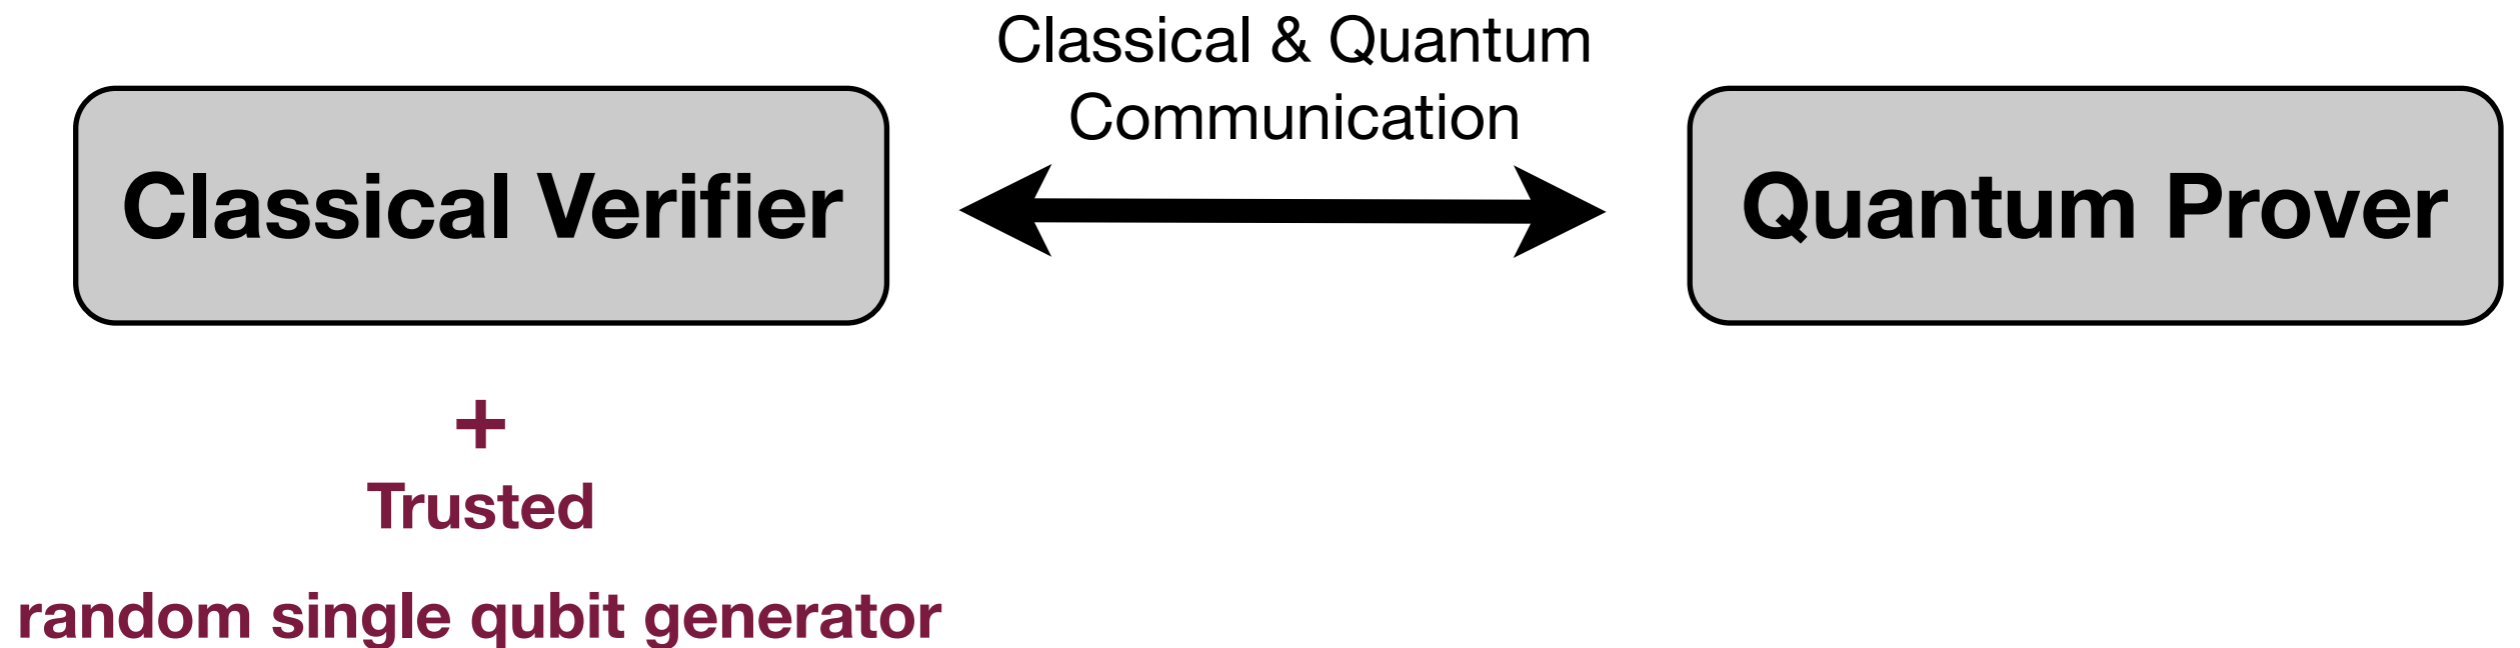 Classical & Quantum
Communication
Classical Verifier
Quantum Prover
+
Trusted
random single qubit generator